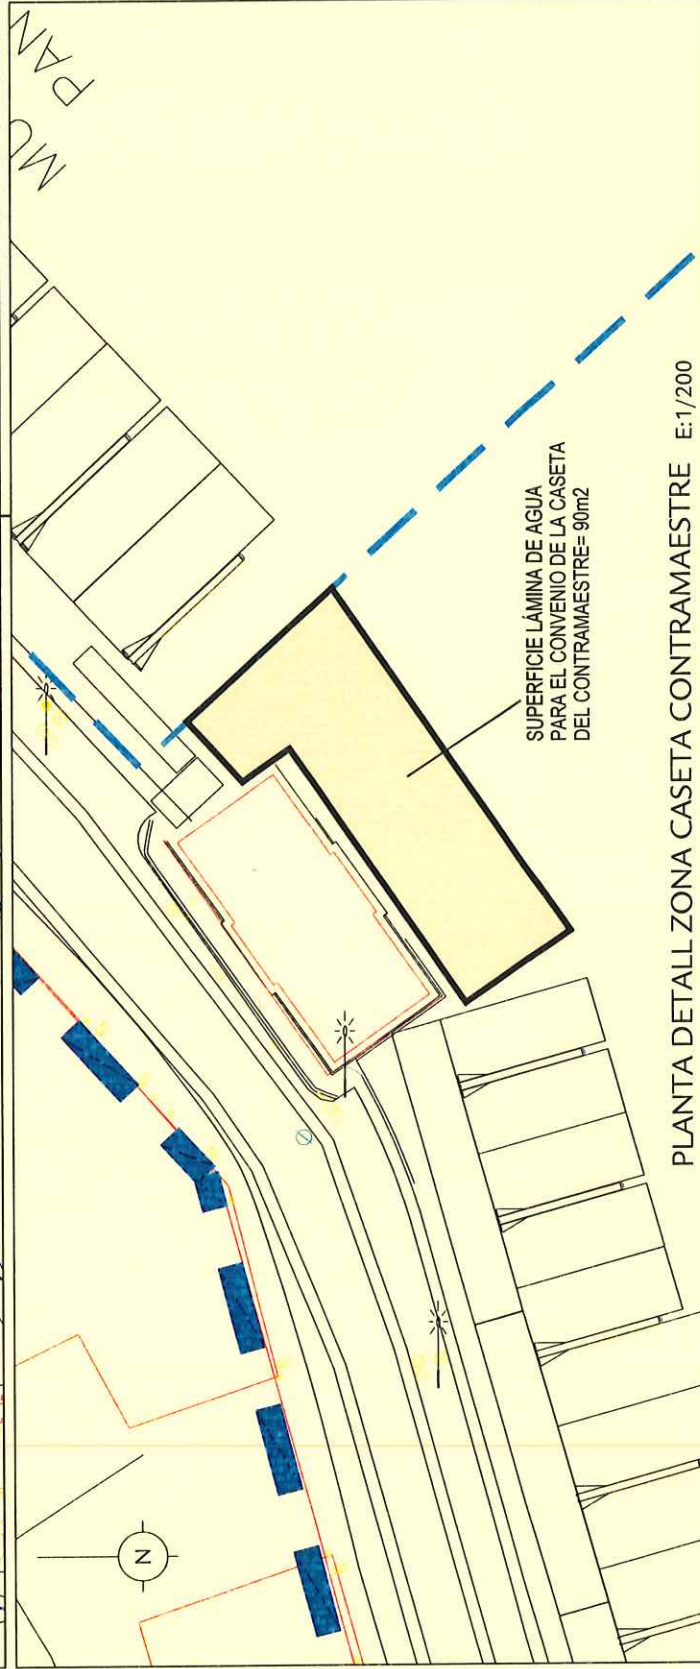 SUPERFICIE LÁMINA DE AGUA
PARA EL CONVENIO DE LA CASETA
DEL CONTRAMAESTRE= 90m2
PLANTA DETALL ZONA CASETA CONTRAMAESTRE E:1/200
N
PAN